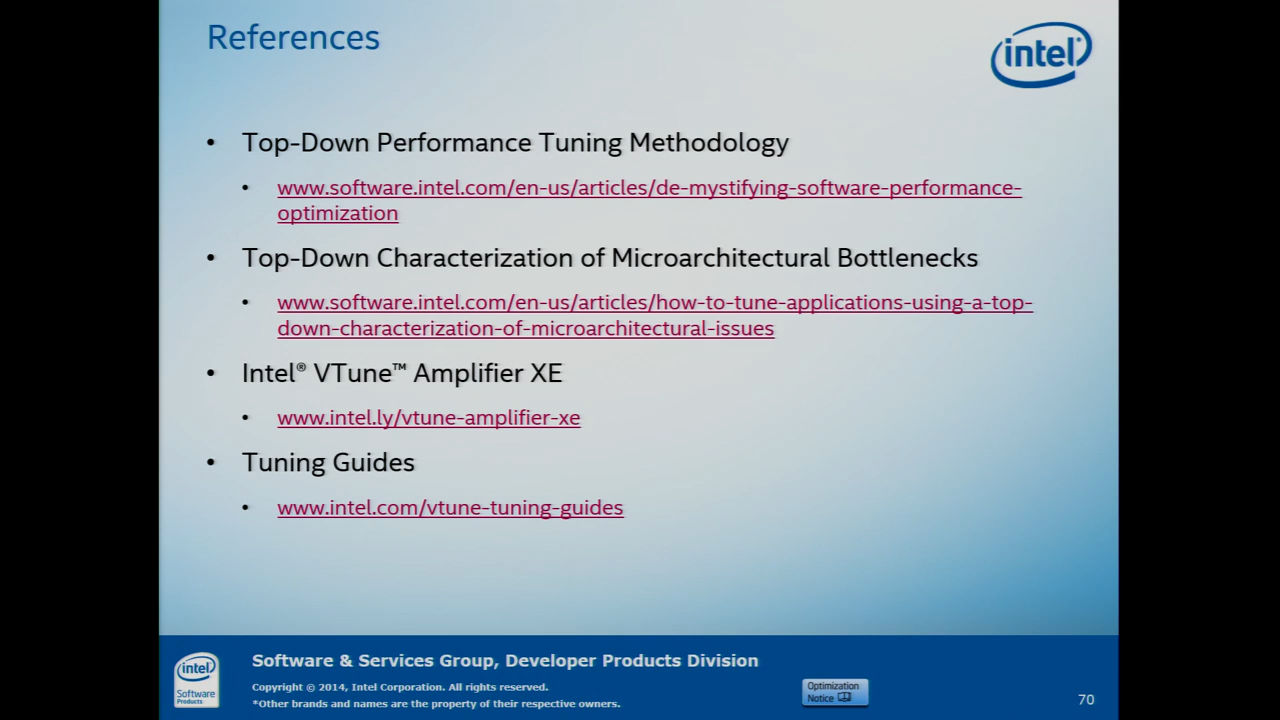 References
intel
• Top-Down Performance Tuning Methodology
• www.software.intel.com/en-us/articles/de-mystifying-software-performance-
optimization
• Top-Down Characterization of Microarchitectural Bottlenecks
• www.software.intel.com/en-us/articles/how-to-tune-applications-using-a-top-
down-characterization-of-microarchitectural-issues
• Intel® VTune™ Amplifier XE
• www.intel.ly/vtune-amplifier-xe
• Tuning Guides
• www.intel.com/vtune-tuning-guides
intel
Software
Products
Software & Services Group, Developer Products Division
Copyright © 2014, Intel Corporation. All rights reserved.
*Other brands and names are the property of their respective owners.
Optimization
Notice
70